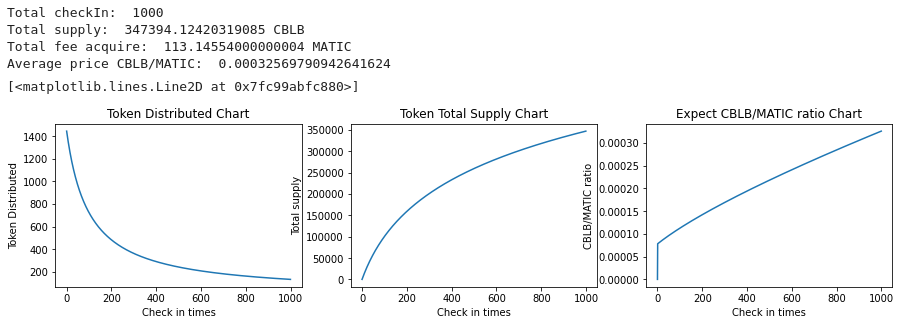 Total checkIn:  1000
Total supply:  347394.12420319085 CBLB
Total fee acquire:  113.14554000000004 MATIC
Average price CBLB/MATIC:  0.00032569790942641624
[<matplotlib.lines.Line2D at 0x7fc99abfc880>]
Token Distributed Chart
Token Distributed
1400
1200
1000
800
600
400
200
0 200 400 600 800 1000
Check in times
Token Total Supply Chart
Total supply
350000
300000
250000
200000
150000
100000
50000
0
0 200 400 600 800 1000
Check in times
Expect CBLB/MATIC ratio Chart
CBLB/MATIC ratio
0.00030
0.00025
0.00020
0.00015
0.00010
0.00005
0.00000
0 200 400 600 800 1000
Check in times